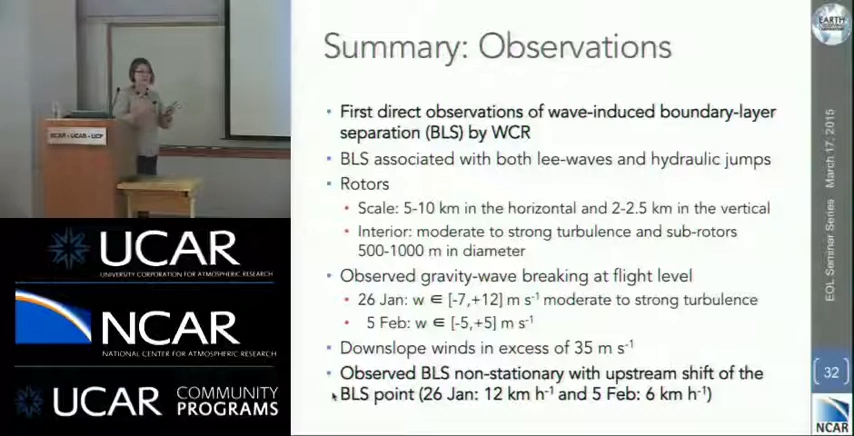 NCAR · UCAR · UCP
UCAR
UNIVERSITY CORPORATION FOR ATMOSPHERIC RESEARCH
NCAR
NATIONAL CENTER FOR ATMOSPHERIC RESEARCH
UCAR COMMUNITY PROGRAMS
Summary: Observations
• First direct observations of wave-induced boundary-layer
separation (BLS) by WCR
• BLS associated with both lee-waves and hydraulic jumps
• Rotors
• Scale: 5-10 km in the horizontal and 2-2.5 km in the vertical
• Interior: moderate to strong turbulence and sub-rotors
500-1000 m in diameter
• Observed gravity-wave breaking at flight level
• 26 Jan: w ∈ [-7,+12] m s⁻¹ moderate to strong turbulence
• 5 Feb: w ∈ [-5,+5] m s⁻¹
• Downslope winds in excess of 35 m s⁻¹
• Observed BLS non-stationary with upstream shift of the
BLS point (26 Jan: 12 km h⁻¹ and 5 Feb: 6 km h⁻¹)
EARTH
EOL Seminar Series March 17, 2015
32
NCAR